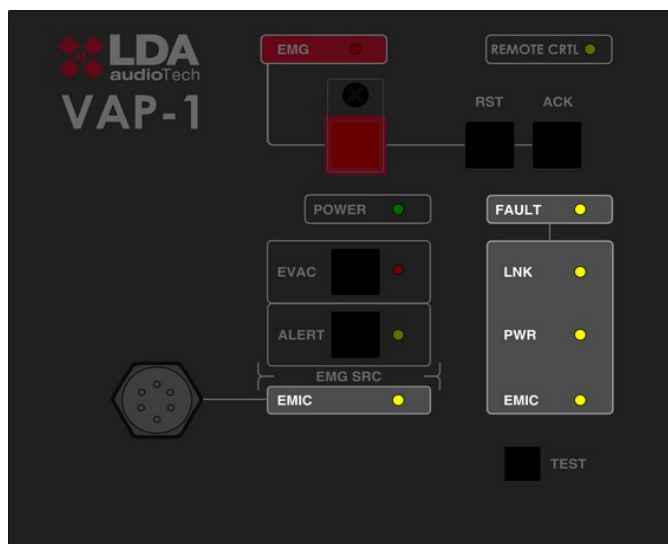 LDA
audioTech
VAP-1
EMG
REMOTE CRTL
RST
ACK
POWER
FAULT
EVAC
LNK
ALERT
PWR
EMG SRC
EMIC
EMIC
TEST